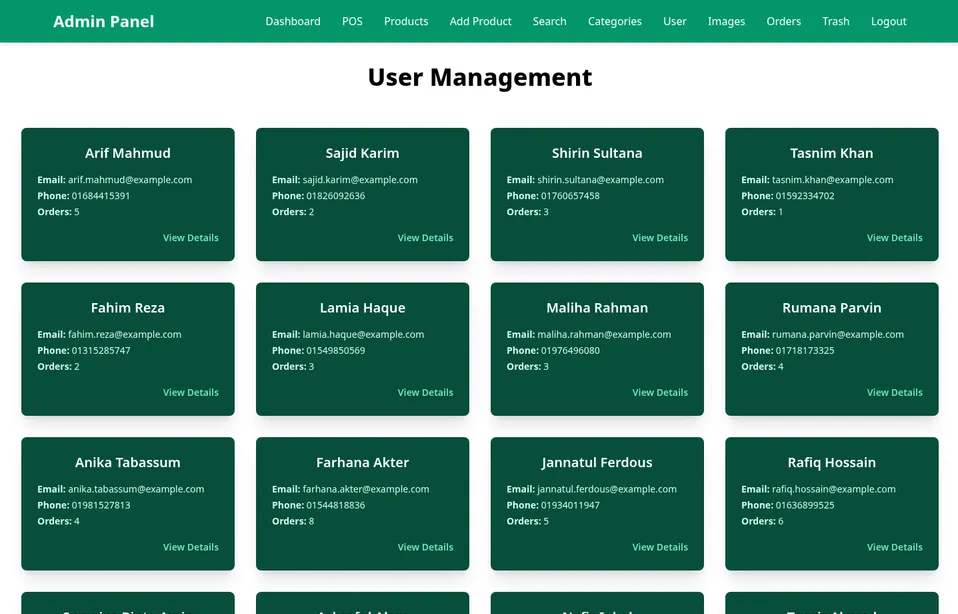 Admin Panel
Dashboard POS Products Add Product Search Categories User Images Orders Trash Logout
User Management
Arif Mahmud
Email: arif.mahmud@example.com
Phone: 01684415391
Orders: 5
View Details
Sajid Karim
Email: sajid.karim@example.com
Phone: 01826092636
Orders: 2
View Details
Shirin Sultana
Email: shirin.sultana@example.com
Phone: 01760657458
Orders: 3
View Details
Tasnim Khan
Email: tasnim.khan@example.com
Phone: 01592334702
Orders: 1
View Details
Fahim Reza
Email: fahim.reza@example.com
Phone: 01315285747
Orders: 2
View Details
Lamia Haque
Email: lamia.haque@example.com
Phone: 01549850569
Orders: 3
View Details
Maliha Rahman
Email: maliha.rahman@example.com
Phone: 01976496080
Orders: 3
View Details
Rumana Parvin
Email: rumana.parvin@example.com
Phone: 01718173325
Orders: 4
View Details
Anika Tabassum
Email: anika.tabassum@example.com
Phone: 01981527813
Orders: 4
View Details
Farhana Akter
Email: farhana.akter@example.com
Phone: 01544818836
Orders: 8
View Details
Jannatul Ferdous
Email: jannatul.ferdous@example.com
Phone: 01934011947
Orders: 5
View Details
Rafiq Hossain
Email: rafiq.hossain@example.com
Phone: 01636899525
Orders: 6
View Details